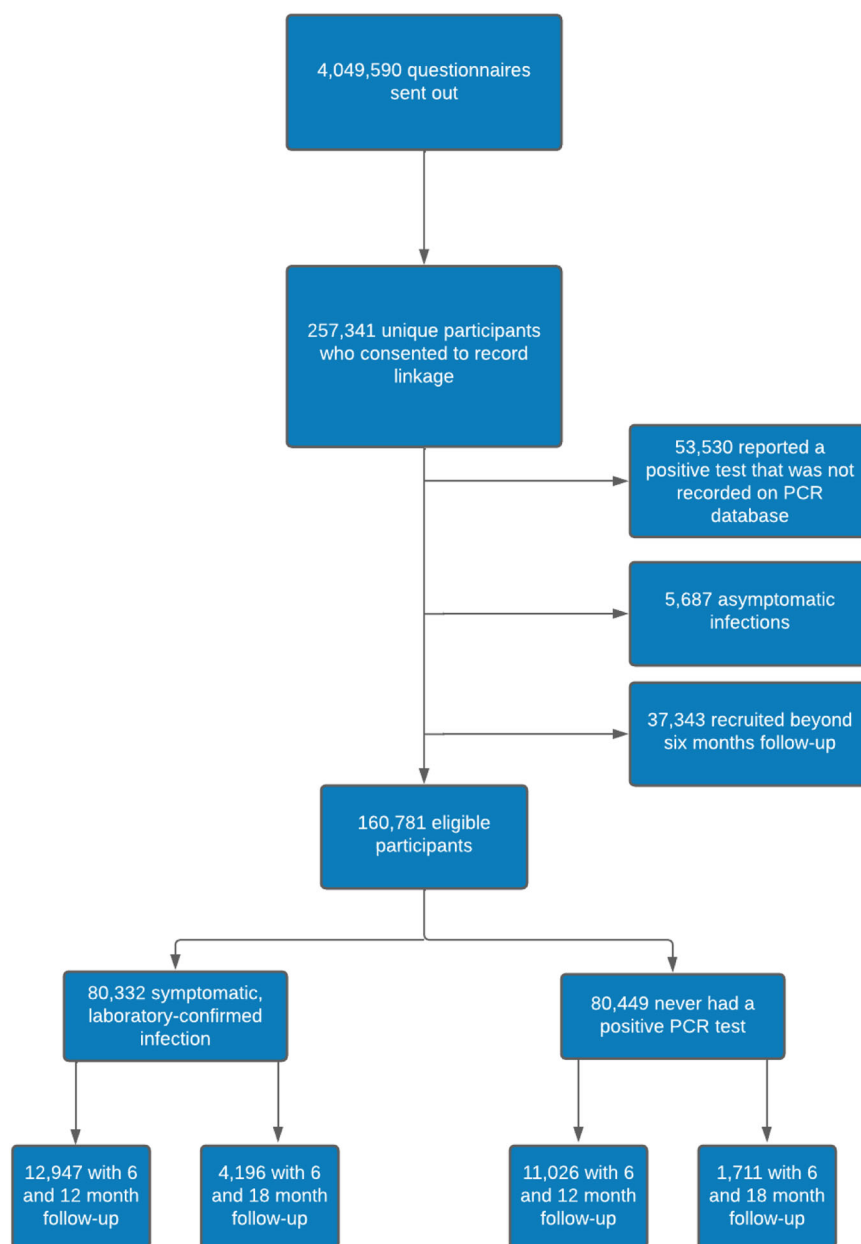 4,049,590 questionnaires
sent out
257,341 unique participants
who consented to record
linkage
53,530 reported a
positive test that was not
recorded on PCR
database
5,687 asymptomatic
infections
37,343 recruited beyond
six months follow-up
160,781 eligible
participants
80,332 symptomatic,
laboratory-confirmed
infection
80,449 never had a
positive PCR test
12,947 with 6
and 12 month
follow-up
4,196 with 6
and 18 month
follow-up
11,026 with 6
and 12 month
follow-up
1,711 with 6
and 18 month
follow-up